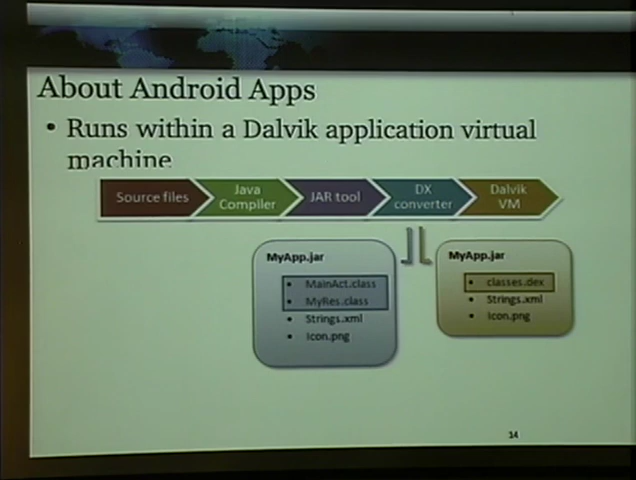 About Android Apps
• Runs within a Dalvik application virtual
machine
Source files
Java
Compiler
JAR tool
DX
converter
Dalvik
VM
MyApp.jar
• MainAct.class
• MyRes.class
• Strings.xml
• Icon.png
MyApp.jar
• classes.dex
• Strings.xml
• Icon.png
14